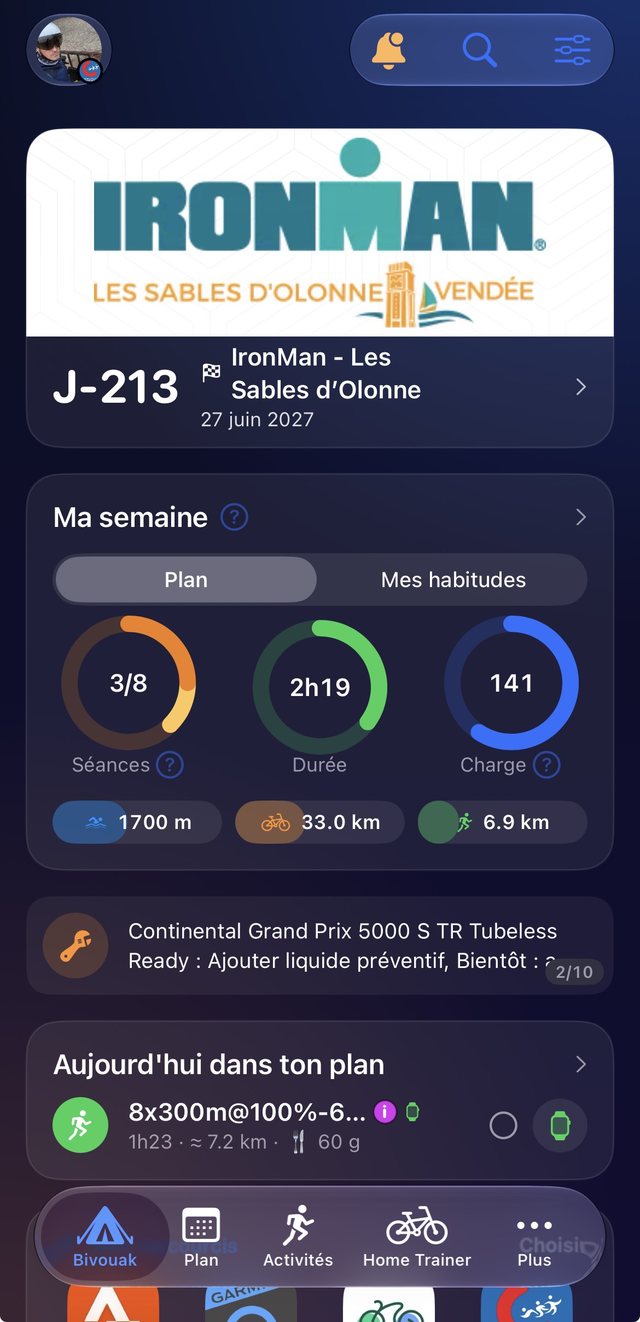 IRONMAN®
LES SABLES D'OLONNE VENDÉE
J-213
IronMan - Les
Sables d’Olonne
27 juin 2027
Ma semaine ?
Plan
Mes habitudes
3/8
2h19
141
Séances ?
Durée
Charge ?
1700 m
33.0 km
6.9 km
Continental Grand Prix 5000 S TR Tubeless
Ready : Ajouter liquide préventif, Bientôt : a
2/10
Aujourd'hui dans ton plan
8x300m@100%-6... i
1h23 · ≈ 7.2 km · 60 g
Bivouak
Plan
Activités
Home Trainer
Plus
GARM